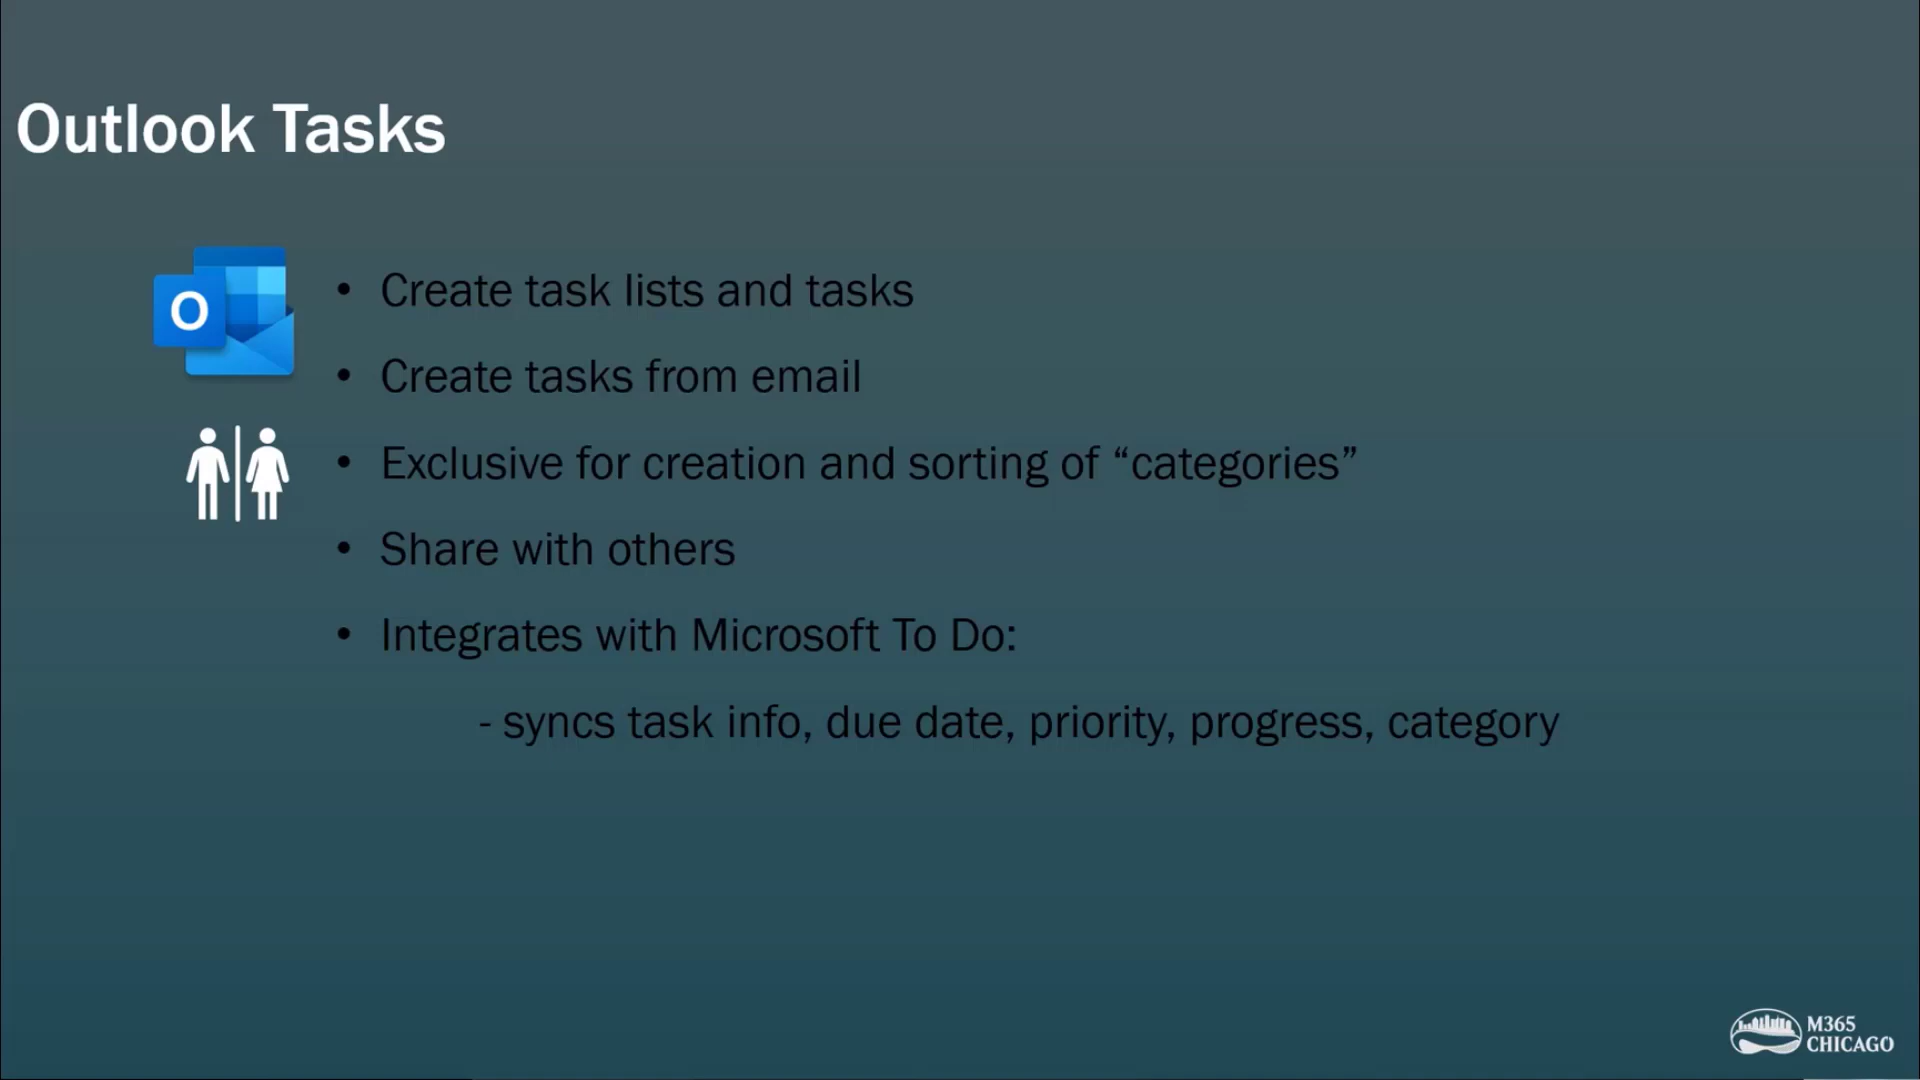 Outlook Tasks
O
• Create task lists and tasks
• Create tasks from email
• Exclusive for creation and sorting of “categories”
• Share with others
• Integrates with Microsoft To Do:
- syncs task info, due date, priority, progress, category
M365
CHICAGO